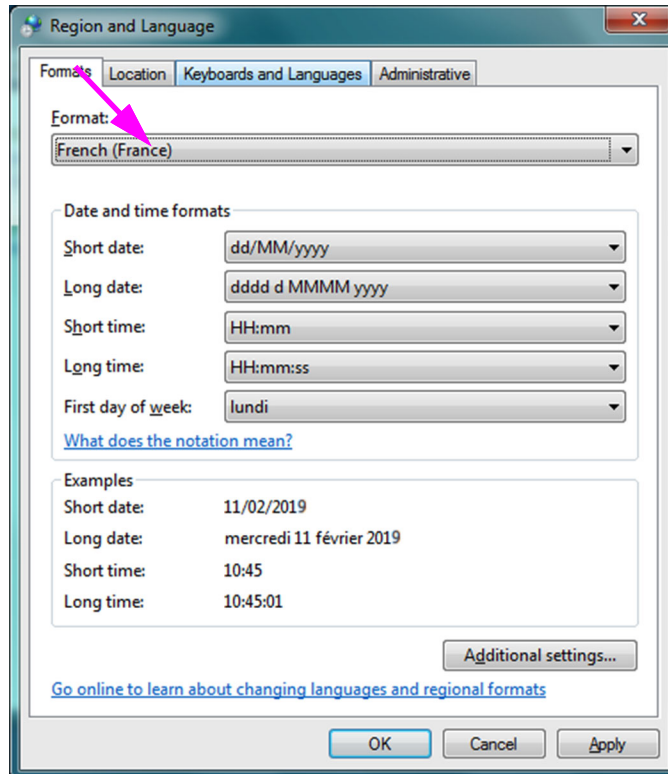 Region and Language
Formats Location Keyboards and Languages Administrative
Format:
French (France)
Date and time formats
Short date: dd/MM/yyyy
Long date: dddd d MMMM yyyy
Short time: HH:mm
Long time: HH:mm:ss
First day of week: lundi
What does the notation mean?
Examples
Short date: 11/02/2019
Long date: mercredi 11 février 2019
Short time: 10:45
Long time: 10:45:01
Additional settings...
Go online to learn about changing languages and regional formats
OK Cancel Apply